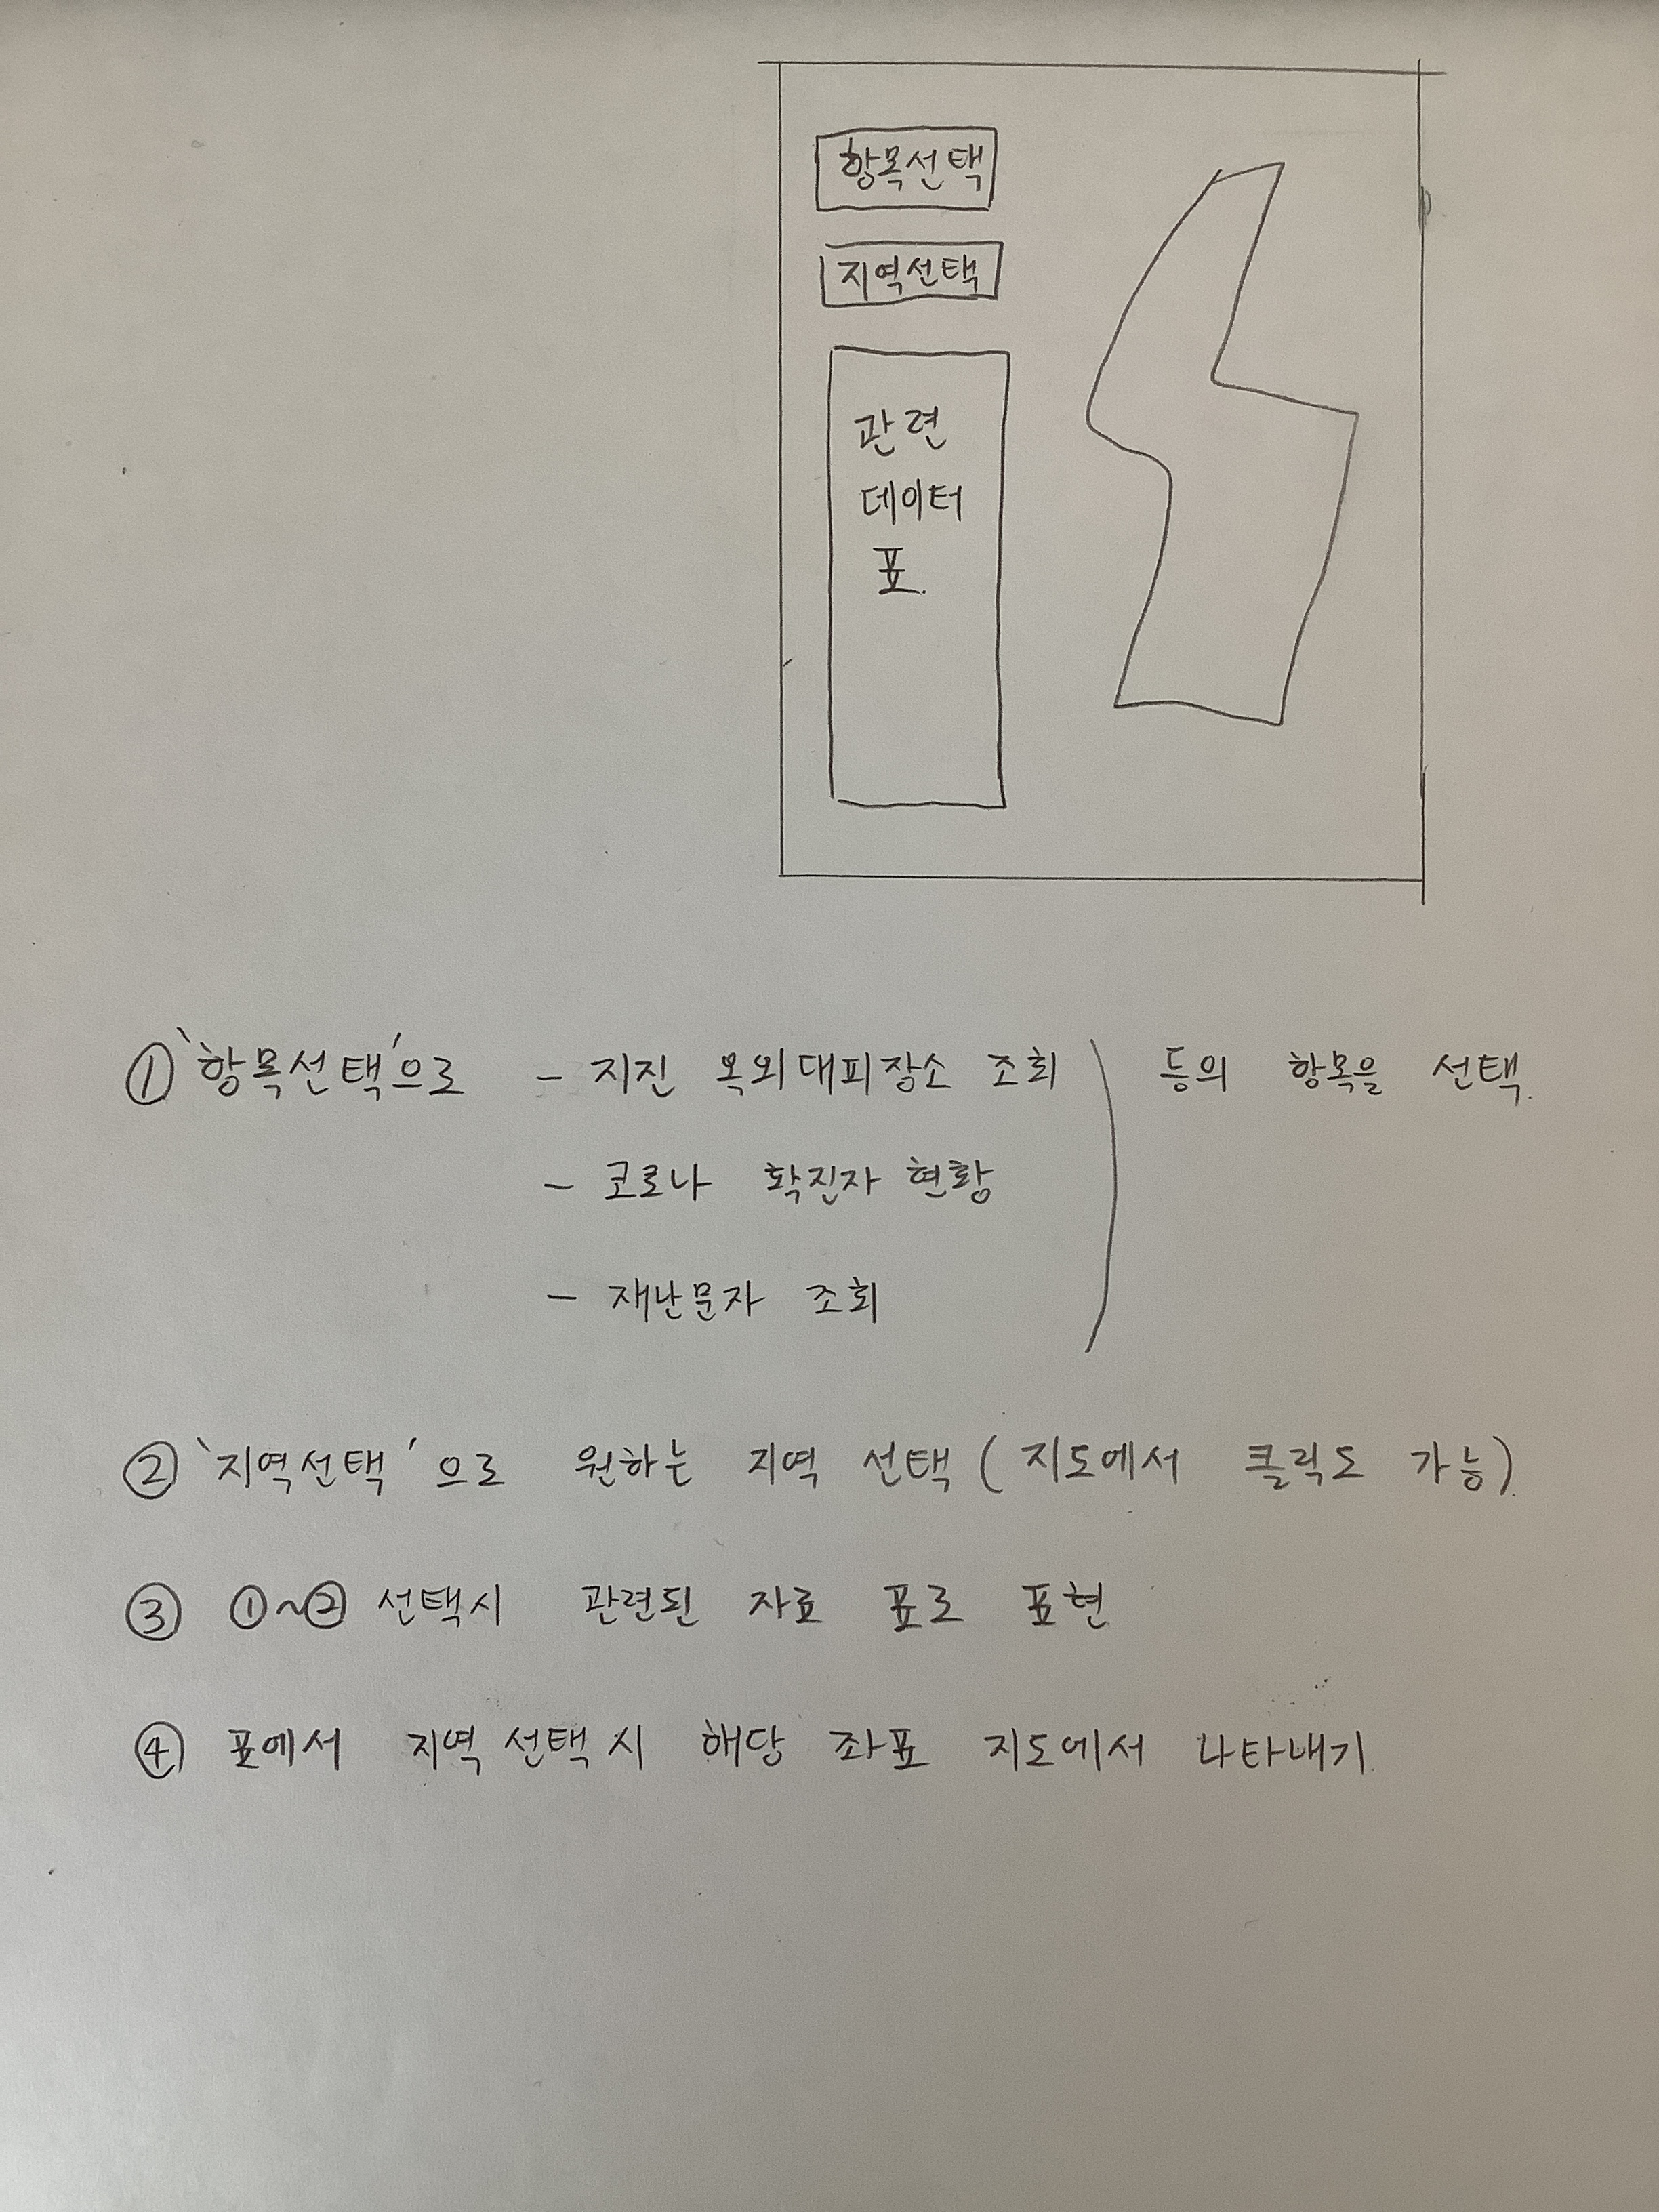 항목선택
지역선택
관련
데이터
표.
① '항목선택'으로 - 지진 옥외대피장소 조회 ) 등의 항목을 선택.
- 코로나 확진자 현황
- 재난문자 조회
② '지역선택'으로 원하는 지역 선택 (지도에서 클릭도 가능).
③ ①~② 선택시 관련된 자료 표로 표현
④ 표에서 지역 선택 시 해당 좌표 지도에서 나타내기.